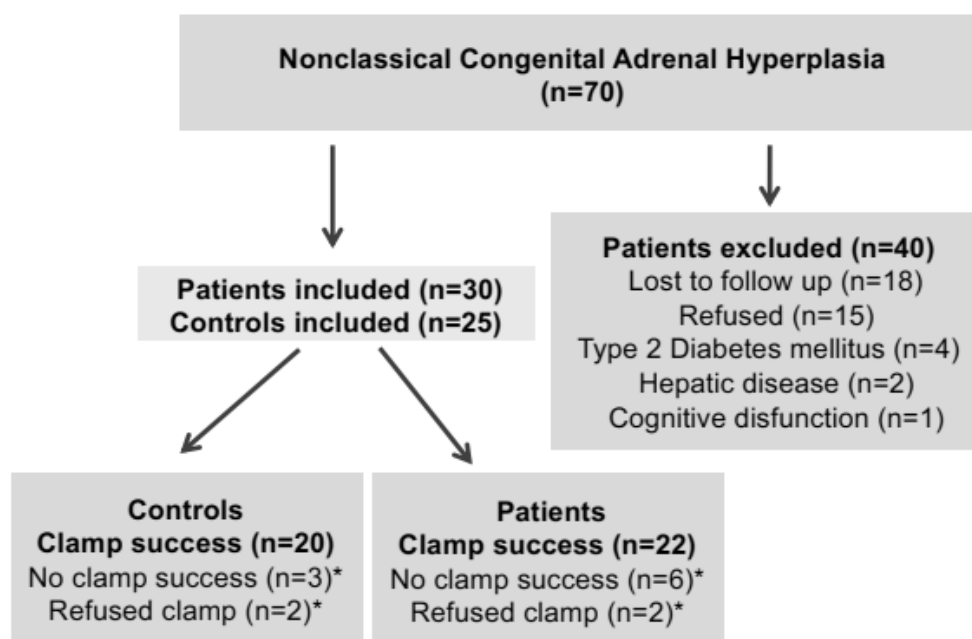 Nonclassical Congenital Adrenal Hyperplasia
(n=70)
Patients included (n=30)
Controls included (n=25)
Patients excluded (n=40)
Lost to follow up (n=18)
Refused (n=15)
Type 2 Diabetes mellitus (n=4)
Hepatic disease (n=2)
Cognitive disfunction (n=1)
Controls
Clamp success (n=20)
No clamp success (n=3)*
Refused clamp (n=2)*
Patients
Clamp success (n=22)
No clamp success (n=6)*
Refused clamp (n=2)*